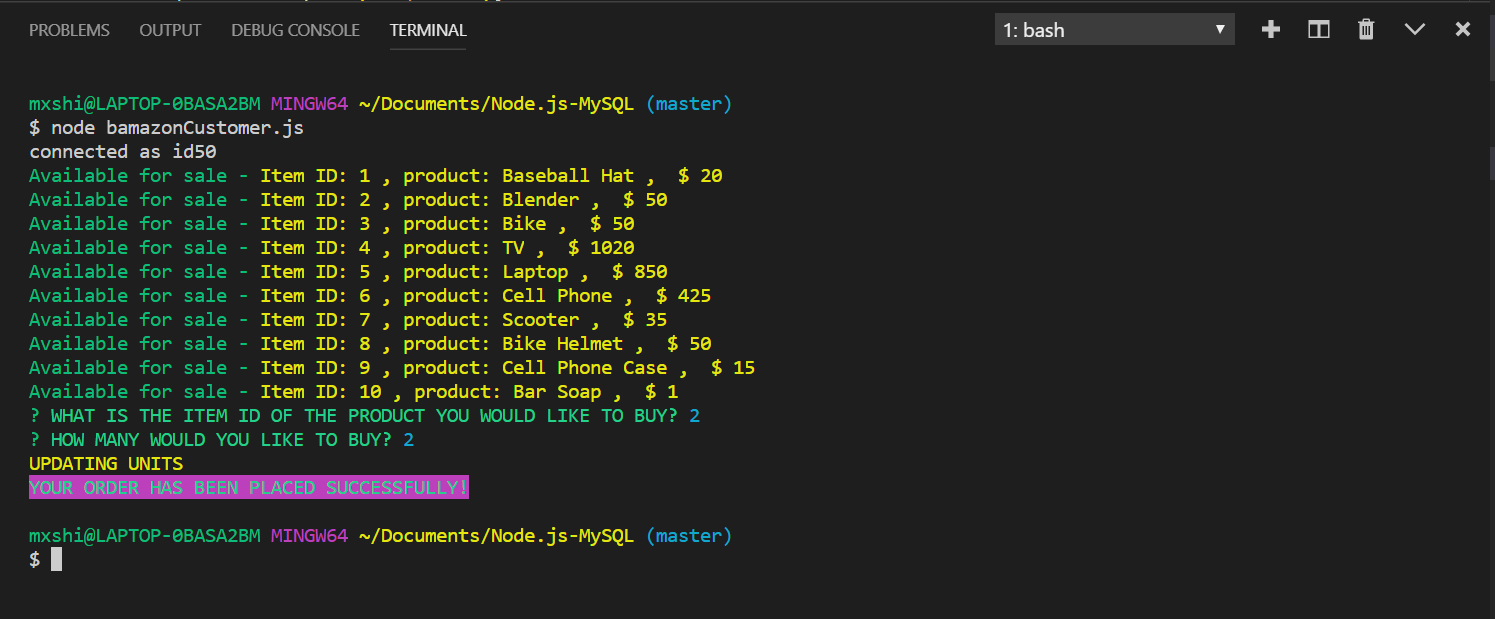 PROBLEMS OUTPUT DEBUG CONSOLE TERMINAL 1: bash
mxshi@LAPTOP-0BASA2BM MINGW64 ~/Documents/Node.js-MySQL (master)
$ node bamazonCustomer.js
connected as id50
Available for sale - Item ID: 1 , product: Baseball Hat ,  $ 20
Available for sale - Item ID: 2 , product: Blender ,  $ 50
Available for sale - Item ID: 3 , product: Bike ,  $ 50
Available for sale - Item ID: 4 , product: TV ,  $ 1020
Available for sale - Item ID: 5 , product: Laptop ,  $ 850
Available for sale - Item ID: 6 , product: Cell Phone ,  $ 425
Available for sale - Item ID: 7 , product: Scooter ,  $ 35
Available for sale - Item ID: 8 , product: Bike Helmet ,  $ 50
Available for sale - Item ID: 9 , product: Cell Phone Case ,  $ 15
Available for sale - Item ID: 10 , product: Bar Soap ,  $ 1
? WHAT IS THE ITEM ID OF THE PRODUCT YOU WOULD LIKE TO BUY? 2
? HOW MANY WOULD YOU LIKE TO BUY? 2
UPDATING UNITS
YOUR ORDER HAS BEEN PLACED SUCCESSFULLY!
mxshi@LAPTOP-0BASA2BM MINGW64 ~/Documents/Node.js-MySQL (master)
$